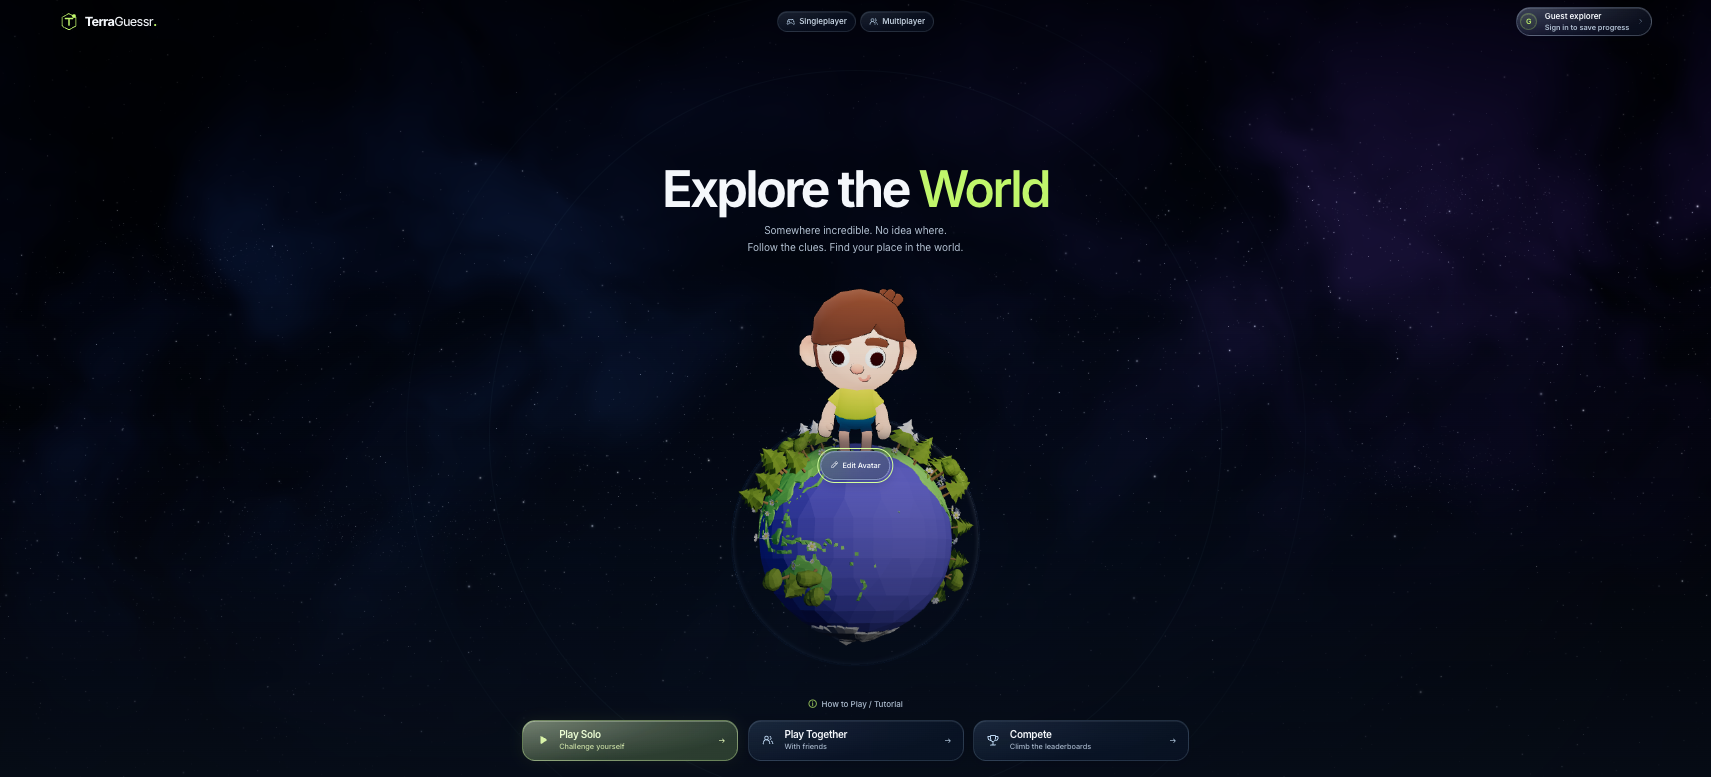 TerraGuessr.
Singleplayer
Multiplayer
G
Guest explorer
Sign in to save progress
Explore the World
Somewhere incredible. No idea where.
Follow the clues. Find your place in the world.
Edit Avatar
How to Play / Tutorial
Play Solo
Challenge yourself
Play Together
With friends
Compete
Climb the leaderboards